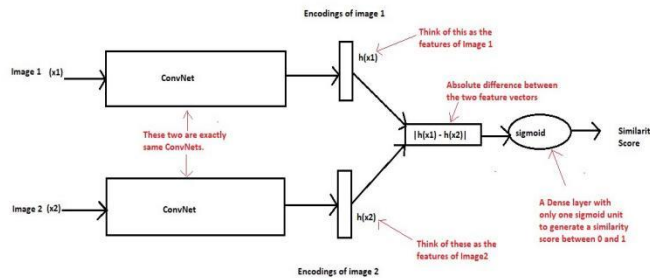 Encodings of image 1
Think of this as the
features of Image 1
h(x1)
Image 1 (x1)
ConvNet
Absolute difference between
the two feature vectors
These two are exactly
same ConvNets.
|h(x1) - h(x2)|
sigmoid
Similarity
Score
Image 2 (x2)
ConvNet
h(x2)
A Dense layer with
only one sigmoid unit
to generate a similarity
score between 0 and 1
Think of these as the
features of Image2
Encodings of image 2